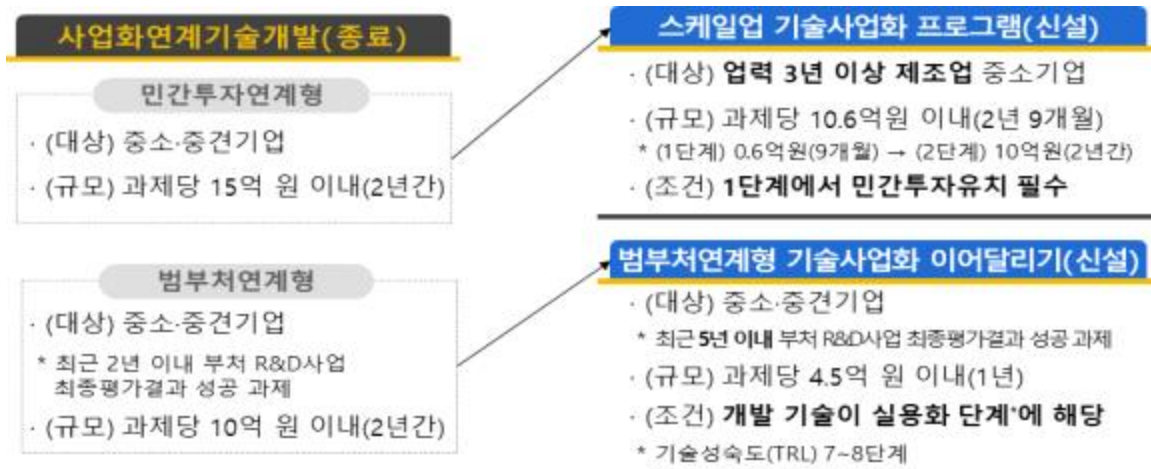 사업화연계기술개발(종료)
민간투자연계형
· (대상) 중소·중견기업
· (규모) 과제당 15억 원 이내(2년간)
범부처연계형
· (대상) 중소·중견기업
* 최근 2년 이내 부처 R&D사업
최종평가결과 성공 과제
· (규모) 과제당 10억 원 이내(2년간)
스케일업 기술사업화 프로그램(신설)
· (대상) 업력 3년 이상 제조업 중소기업
· (규모) 과제당 10.6억원 이내(2년 9개월)
* (1단계) 0.6억원(9개월) → (2단계) 10억원(2년간)
· (조건) 1단계에서 민간투자유치 필수
범부처연계형 기술사업화 이어달리기(신설)
· (대상) 중소·중견기업
* 최근 5년 이내 부처 R&D사업 최종평가결과 성공 과제
· (규모) 과제당 4.5억 원 이내(1년)
· (조건) 개발 기술이 실용화 단계*에 해당
* 기술성숙도(TRL) 7~8단계